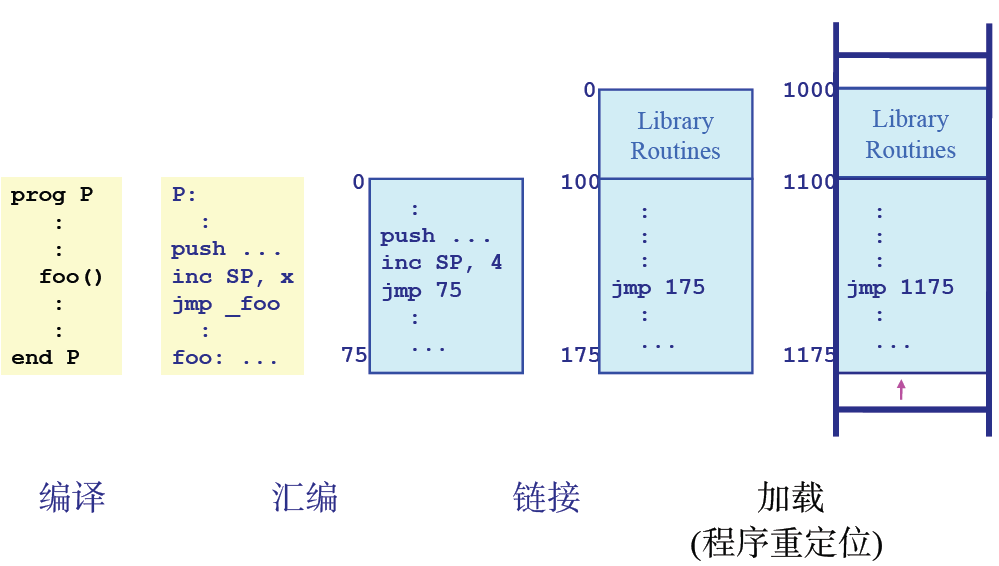 prog P
:
:
foo()
:
:
end P
P:
:
push ...
inc SP, x
jmp _foo
:
foo: ...
0
75
:
push ...
inc SP, 4
jmp 75
:
...
0
100
175
Library
Routines
:
:
:
jmp 175
:
...
1000
1100
1175
Library
Routines
:
:
:
jmp 1175
:
...
编译
汇编
链接
加载
(程序重定位)